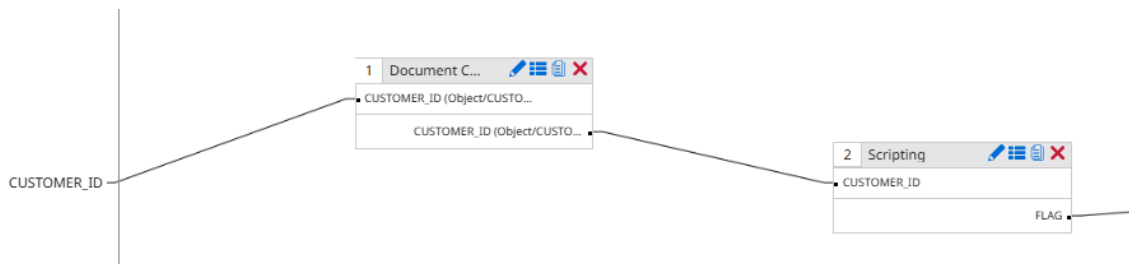 1 Document C...
CUSTOMER_ID (Object/CUSTO...
CUSTOMER_ID (Object/CUSTO...
CUSTOMER_ID
2 Scripting
CUSTOMER_ID
FLAG